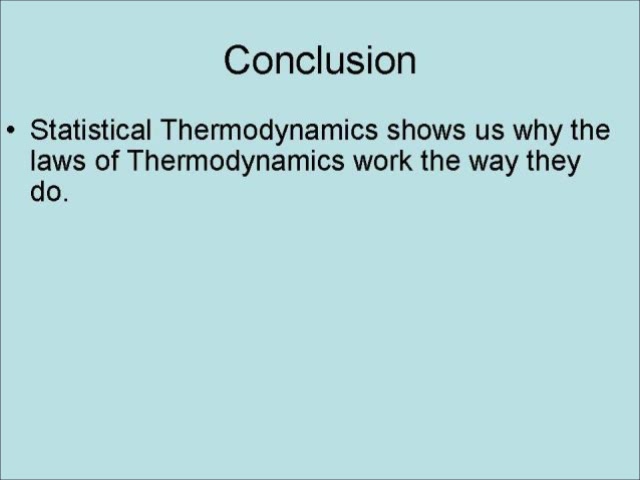 Conclusion
• Statistical Thermodynamics shows us why the
laws of Thermodynamics work the way they
do.